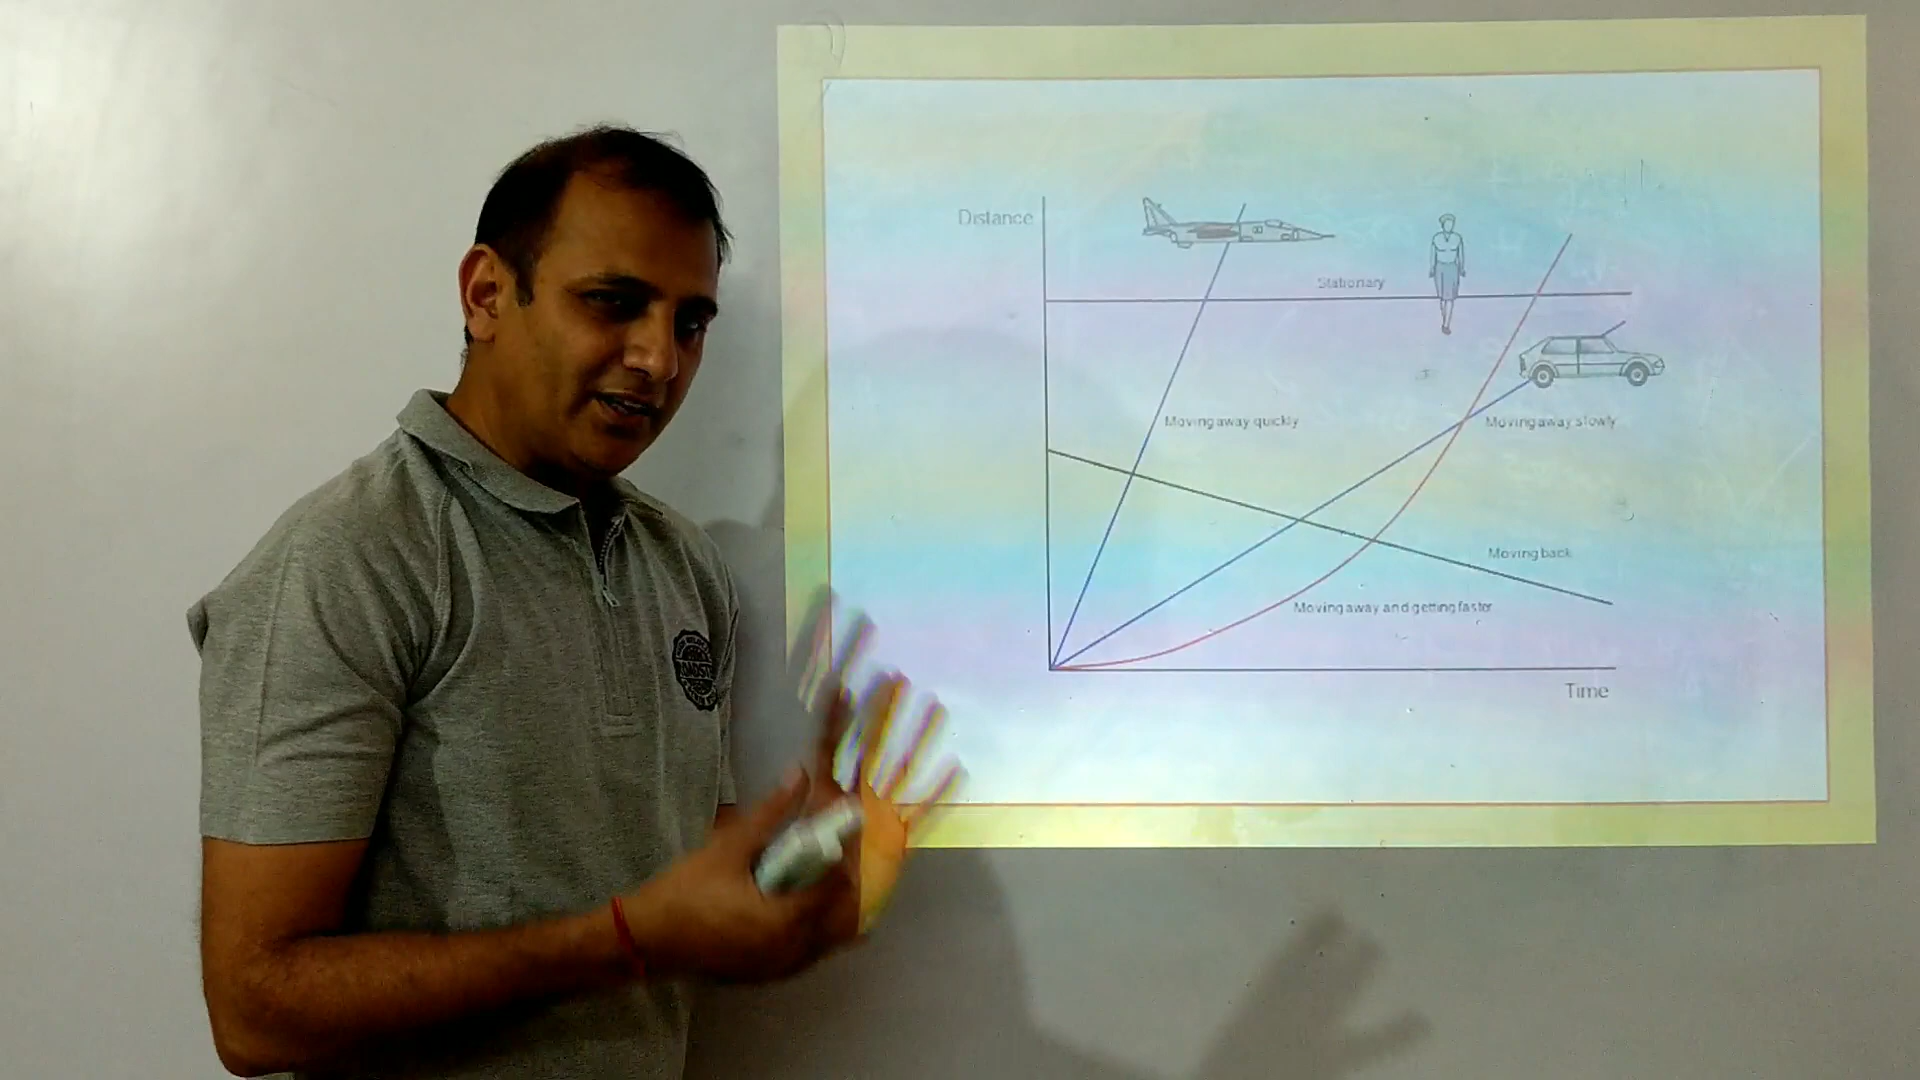 Distance
Stationary
Moving away quickly
Moving away slowly
Moving back
Moving away and getting faster
Time